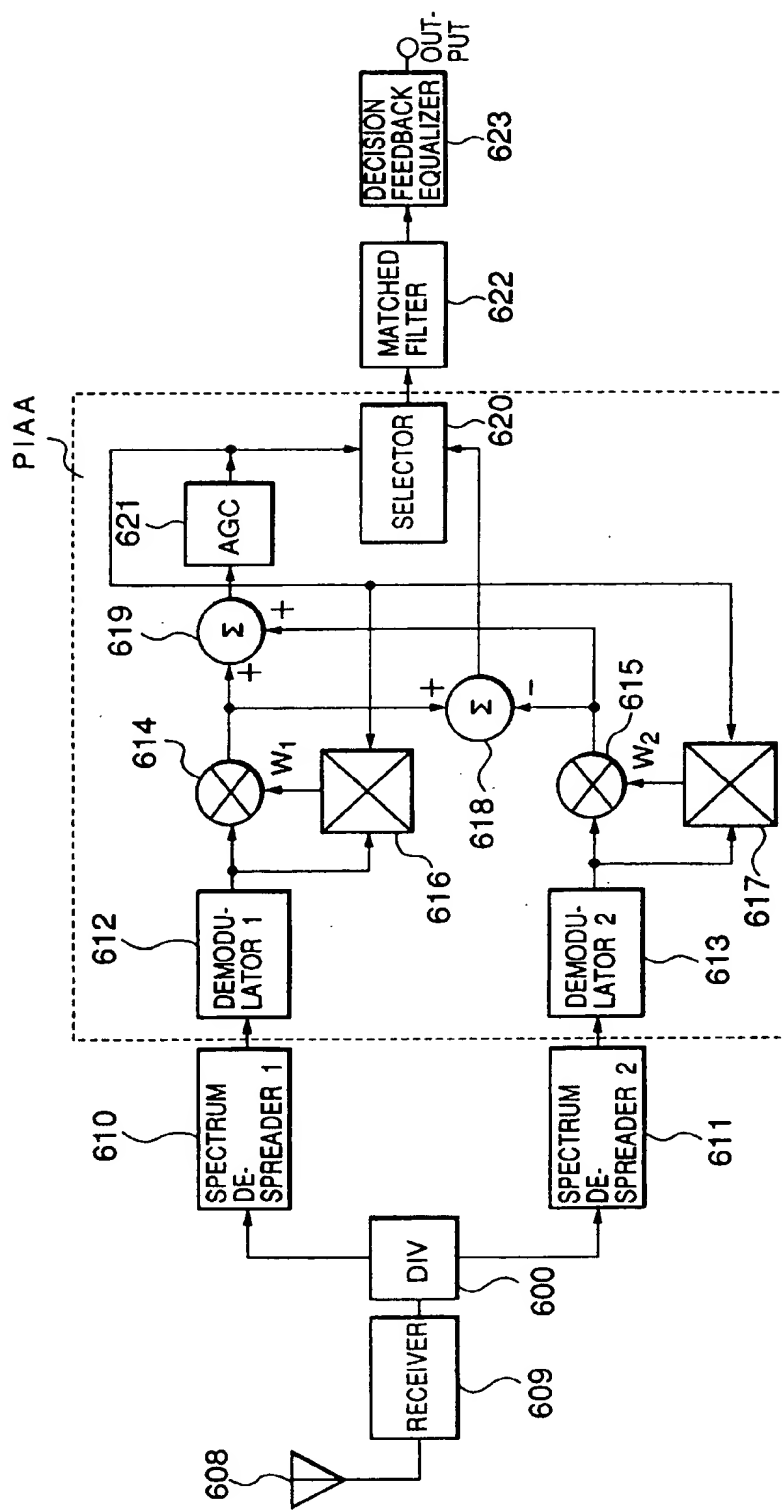 608
RECEIVER
609
DIV
600
610
SPECTRUM
DE-
SPREADER 1
SPECTRUM
DE-
SPREADER 2
611
PIAA
612
DEMODU-
LATOR 1
DEMODU-
LATOR 2
613
614
W1
616
615
W2
617
619
Σ
+
+
618
Σ
+
-
621
AGC
SELECTOR
620
MATCHED
FILTER
622
DECISION
FEEDBACK
EQUALIZER
623
OUT-
PUT